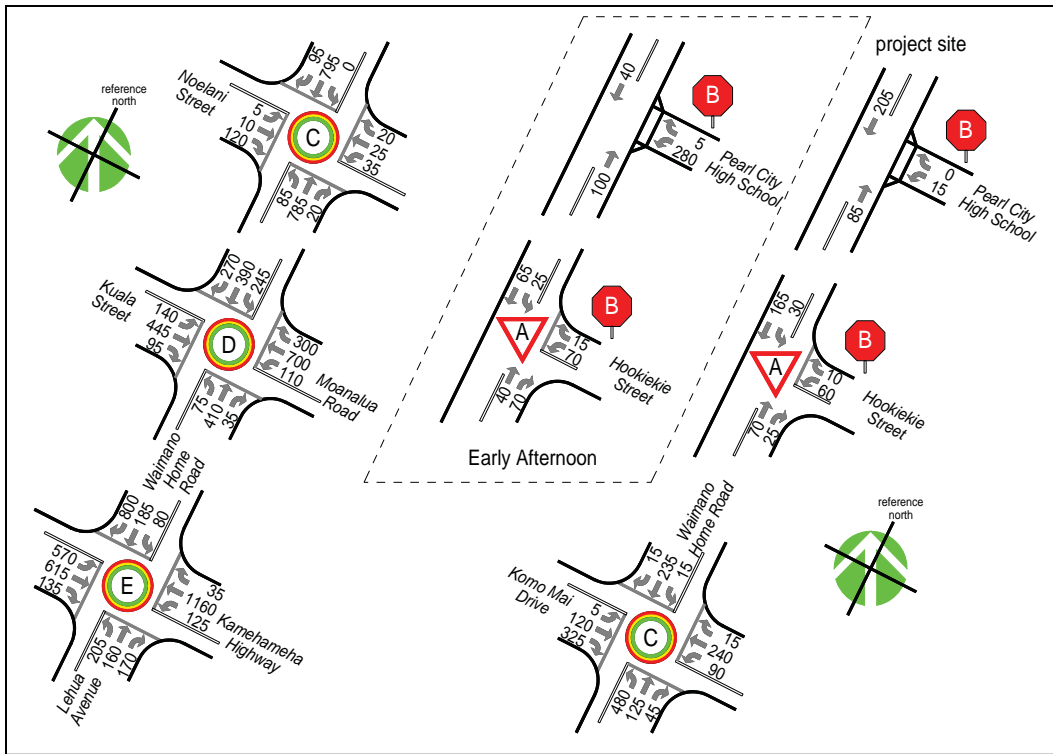 reference
north
Noelani
Street
95
795
0
5
10
120
C
20
25
35
85
785
20
Kuala
Street
270
390
245
140
445
95
D
300
700
110
75
410
35
Moanalua
Road
Waimano
Home
Road
800
185
80
570
615
135
E
35
1160
125
205
160
170
Kamehameha
Highway
Lehua
Avenue
40
B
5
280
100
Pearl City
High School
65
25
A
B
15
70
40
70
Hookiekie
Street
Early Afternoon
project site
205
B
0
15
85
Pearl City
High School
165
30
A
B
10
60
70
25
Hookiekie
Street
Waimano
Home Road
reference
north
Komo Mai
Drive
15
235
15
5
120
325
C
15
240
90
480
125
45